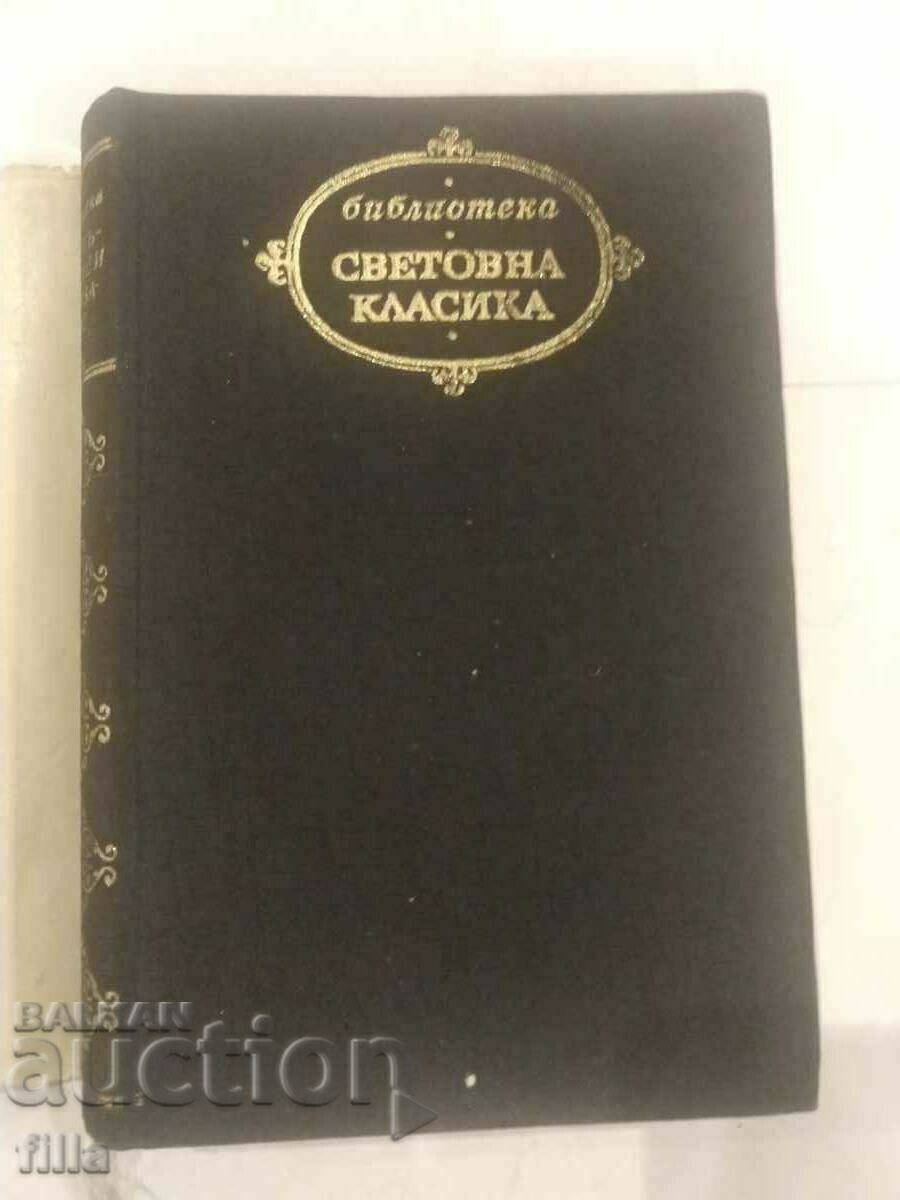 библиотека
СВЕТОВНА
КЛАСИКА
BALKAN
auction
filla